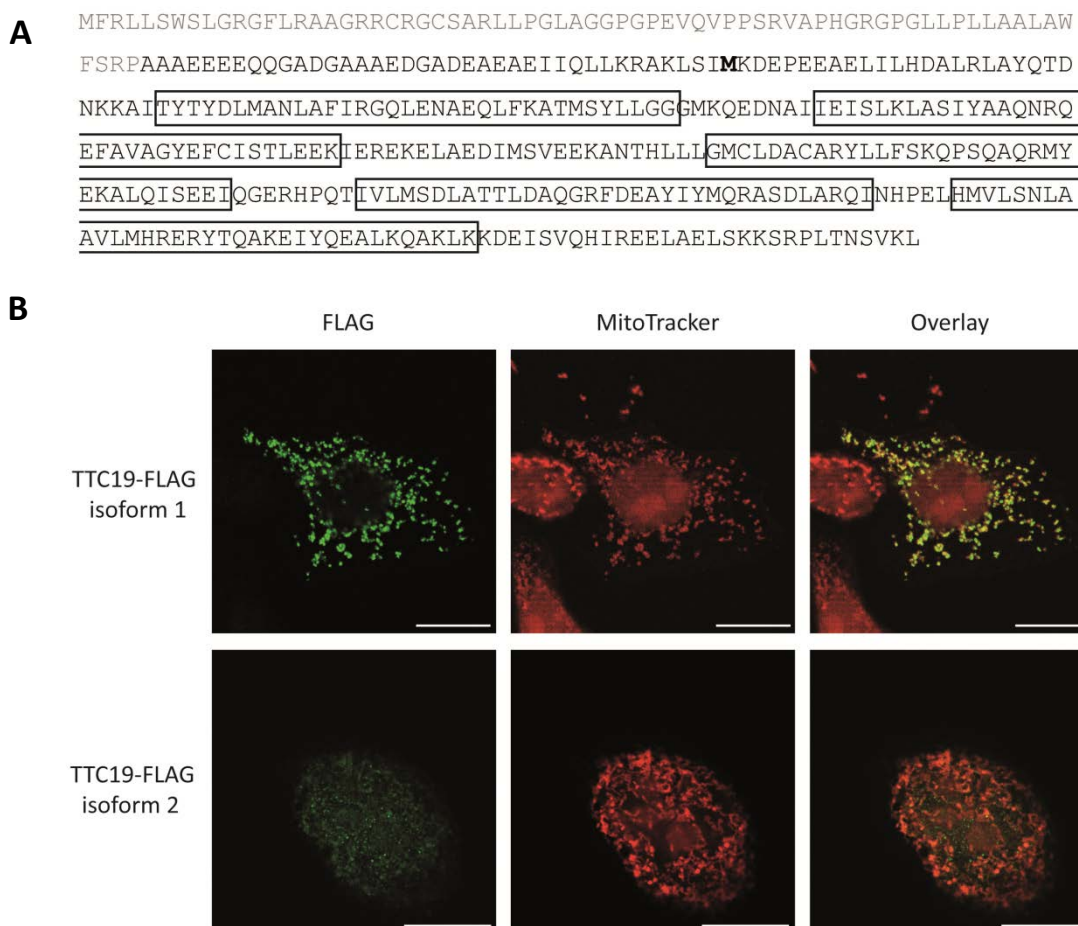 A
MFRLLSWSLGRGFLRAAGRRCRGCSARLLPGLAGGPGPEVQVPPSRVAPHGRGPGLLPLLAALAW
FSRPAAAEEEEQQGADGAAAEDGADEAEAEIIQLLKRAKLSIMKDEPEEAELILHDALRLAYQTD
NKKAITYTYDLMANLAFIRGQLENAEQLFKATMSYLLGGGMKQEDNAIIEISLKLASIYAAQNRQ
EFAVAGYEFCISTLEEKIEREKELAEDIMSVEEKANTHLLLGMCLDACARYLLFSKQPSQAQRMY
EKALQISEEIQGERHPQTIVLMSDLATTLDAQGRFDEAYIYMQRASDLARQINHPELHMVLSNLA
AVLMHRERYTQAKEIYQEALKQAKLKKDEISVQHIREELAELSKKSRPLTNSVKL
B
FLAG MitoTracker Overlay
TTC19-FLAG
isoform 1
TTC19-FLAG
isoform 2